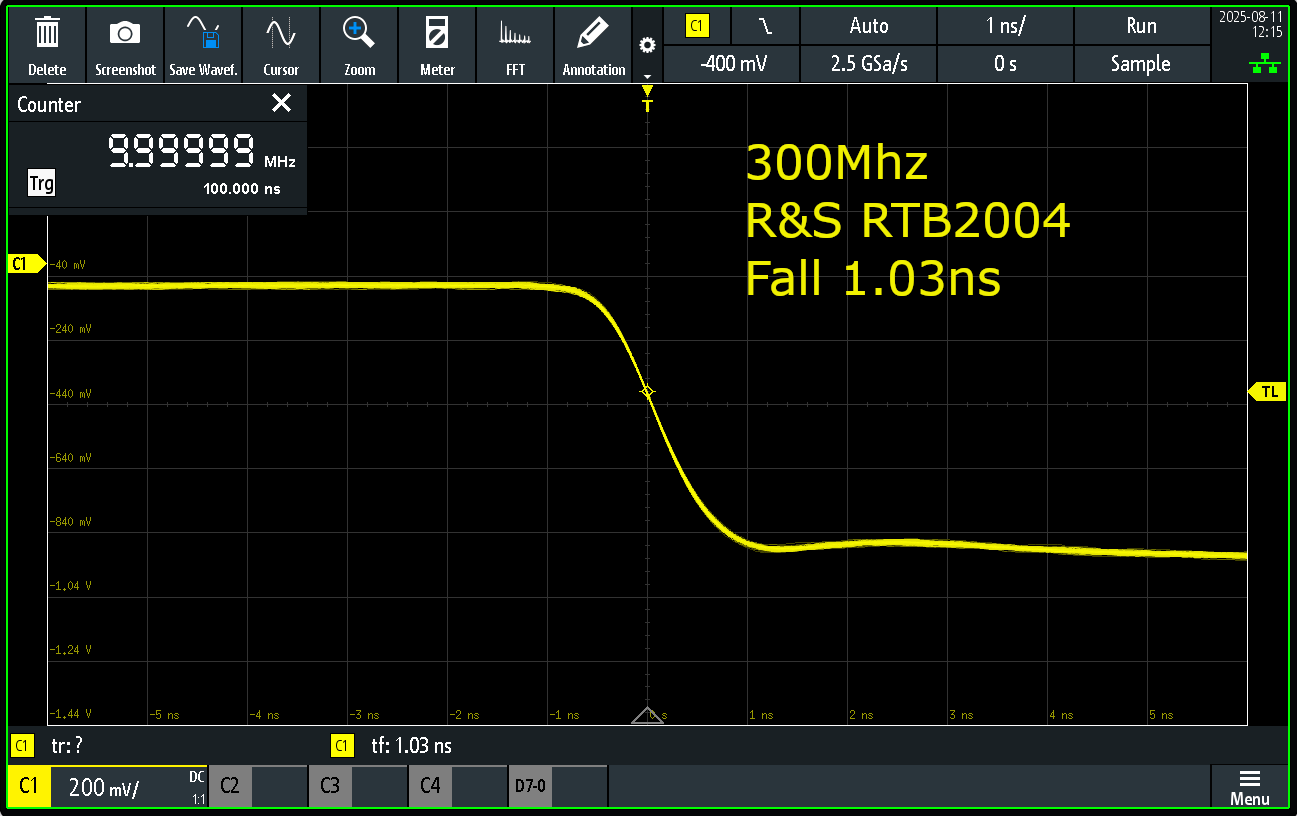 Delete
Screenshot
Save Wavef.
Cursor
Zoom
Meter
FFT
Annotation
C1
Auto
1 ns/
Run
2025-08-11
12:15
-400 mV
2.5 GSa/s
0 s
Sample
Counter
9.99999 MHz
Trg
100.000 ns
T
300Mhz
R&S RTB2004
Fall 1.03ns
C1
-40 mV
-240 mV
-440 mV
TL
-640 mV
-840 mV
-1.04 V
-1.24 V
-1.44 V
-5 ns
-4 ns
-3 ns
-2 ns
-1 ns
0 s
1 ns
2 ns
3 ns
4 ns
5 ns
C1 tr: ?
C1 tf: 1.03 ns
C1
200 mV/
DC
1:1
C2
C3
C4
D7-0
Menu